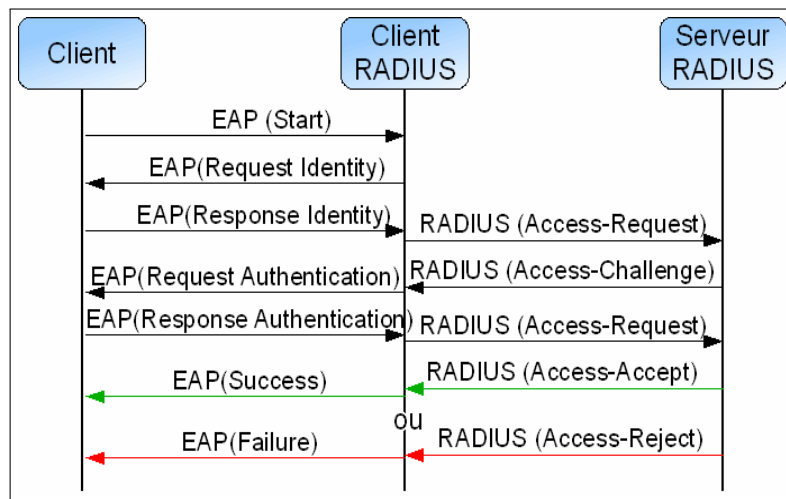 Client
Client
RADIUS
Serveur
RADIUS
EAP (Start)
EAP(Request Identity)
EAP(Response Identity)
RADIUS (Access-Request)
EAP(Request Authentication)
RADIUS (Access-Challenge)
EAP(Response Authentication)
RADIUS (Access-Request)
EAP(Success)
RADIUS (Access-Accept)
ou
EAP(Failure)
RADIUS (Access-Reject)